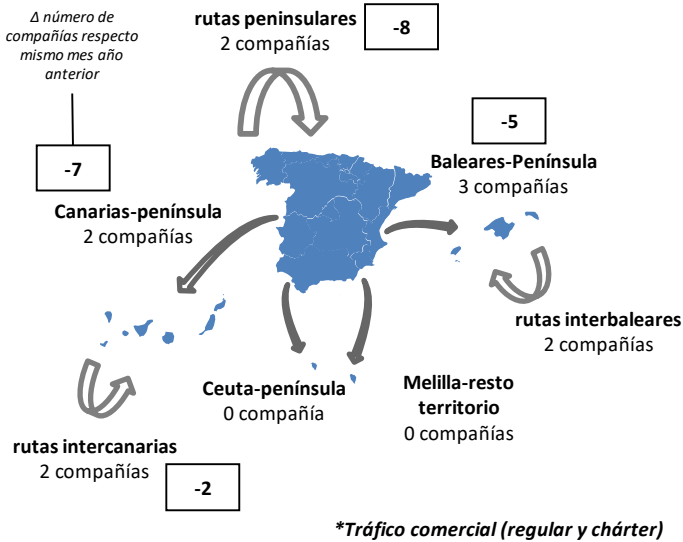 Δ número de
compañías respecto
mismo mes año
anterior
rutas peninsulares
2 compañías
-8
-5
-7
Baleares-Península
3 compañías
Canarias-península
2 compañías
rutas interbaleares
2 compañías
Ceuta-península
0 compañía
Melilla-resto
territorio
0 compañías
rutas intercanarias
2 compañías
-2
*Tráfico comercial (regular y chárter)